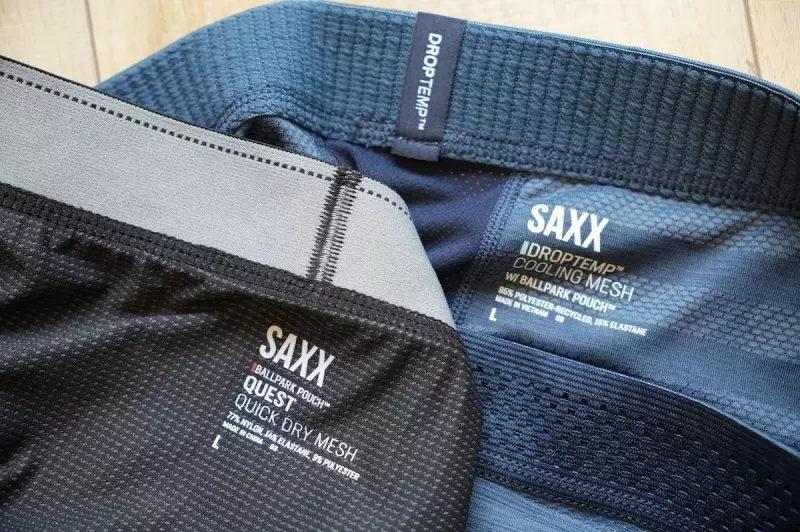 DROPTEMP™
SAXX
DROPTEMP™
COOLING MESH
W/ BALLPARK POUCH™
85% POLYESTER-RECYCLED, 15% ELASTANE
MADE IN VIETNAM
L
SAXX
BALLPARK POUCH™
QUEST
QUICK DRY MESH
77% NYLON, 14% ELASTANE, 9% POLYESTER
MADE IN CHINA
L